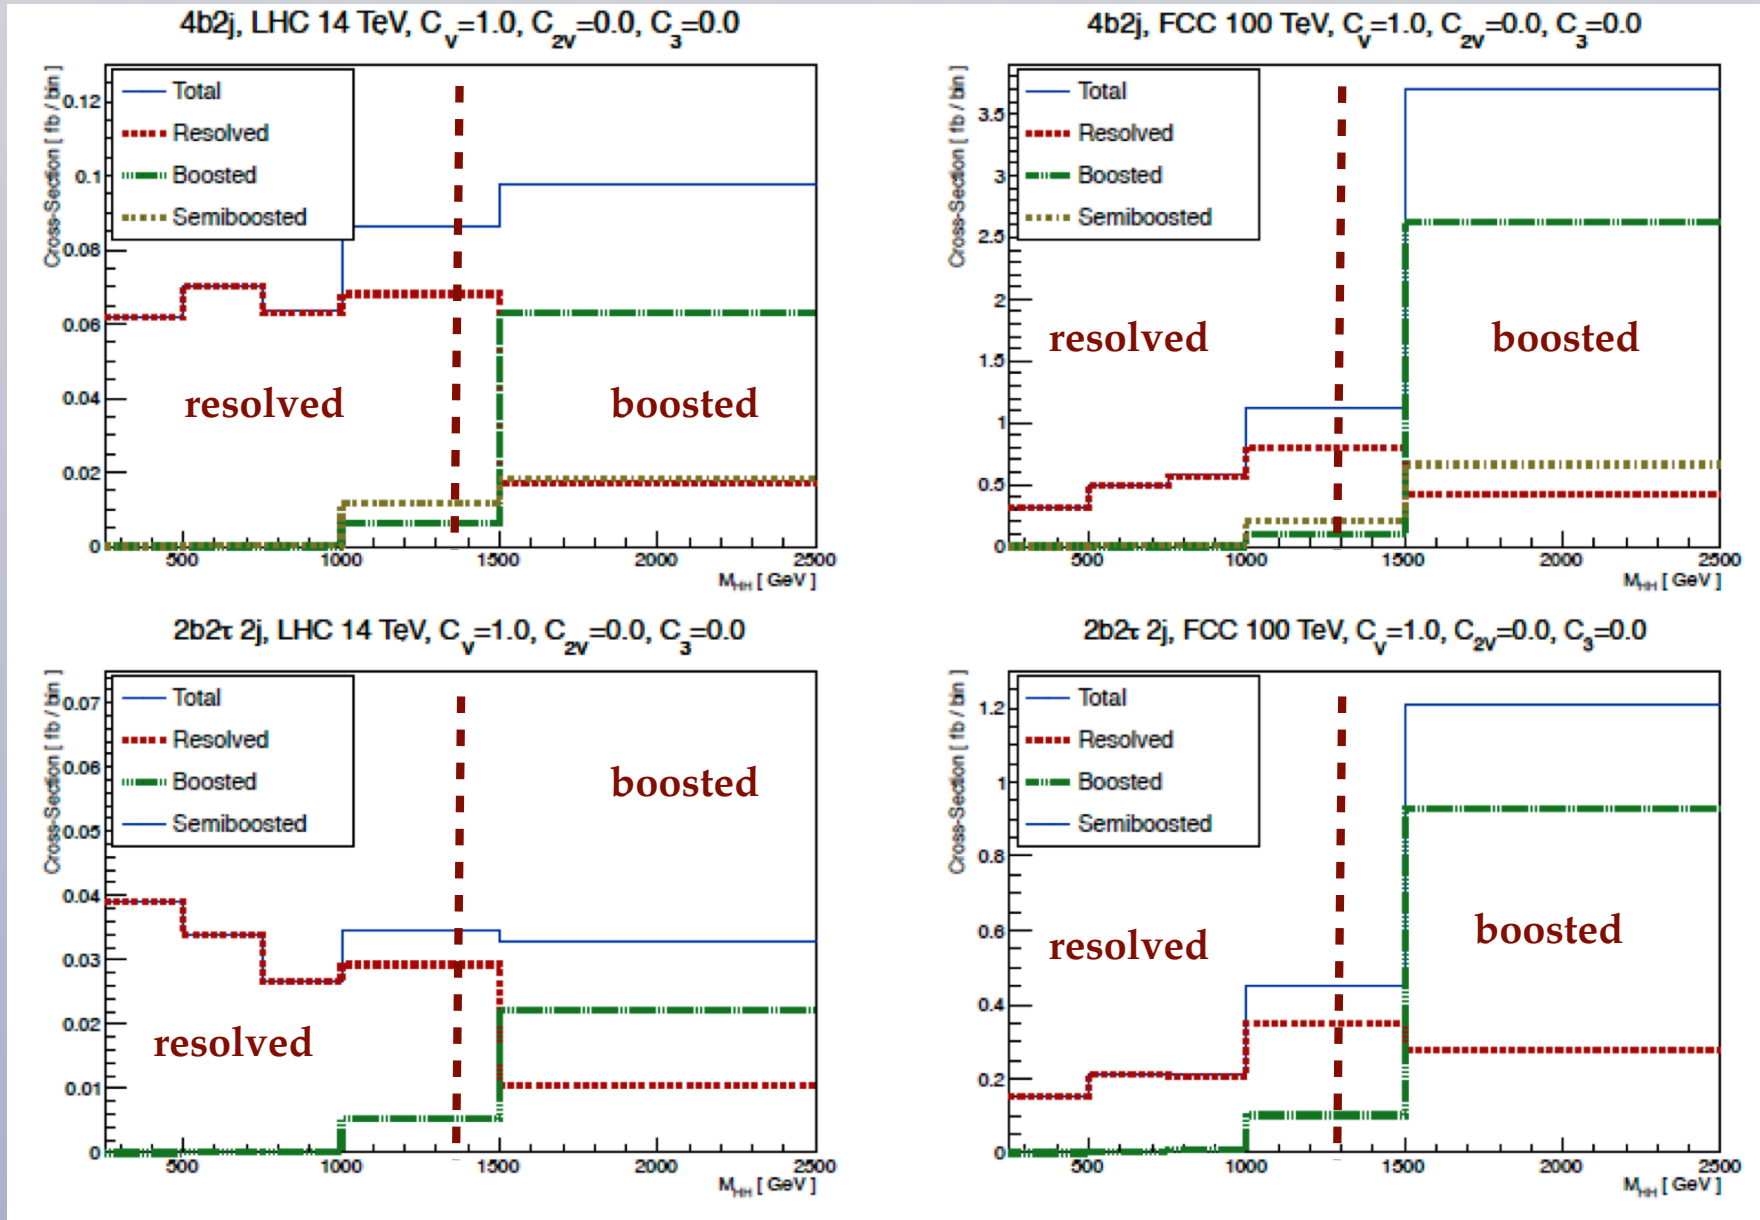 4b2j, LHC 14 TeV, C_v=1.0, C_2v=0.0, C_3=0.0
Cross-Section [ fb / bin ]
Total
Resolved
Boosted
Semiboosted
0.12
0.1
0.08
0.06
0.04
0.02
0
resolved
boosted
500 1000 1500 2000 2500
M_HH [ GeV ]
4b2j, FCC 100 TeV, C_v=1.0, C_2v=0.0, C_3=0.0
Cross-Section [ fb / bin ]
Total
Resolved
Boosted
Semiboosted
3.5
3
2.5
2
1.5
1
0.5
0
resolved
boosted
500 1000 1500 2000 2500
M_HH [ GeV ]
2b2τ 2j, LHC 14 TeV, C_v=1.0, C_2v=0.0, C_3=0.0
Cross-Section [ fb / bin ]
Total
Resolved
Boosted
Semiboosted
0.07
0.06
0.05
0.04
0.03
0.02
0.01
0
boosted
resolved
500 1000 1500 2000 2500
M_HH [ GeV ]
2b2τ 2j, FCC 100 TeV, C_v=1.0, C_2v=0.0, C_3=0.0
Cross-Section [ fb / bin ]
Total
Resolved
Boosted
Semiboosted
1.2
1
0.8
0.6
0.4
0.2
0
resolved
boosted
500 1000 1500 2000 2500
M_HH [ GeV ]